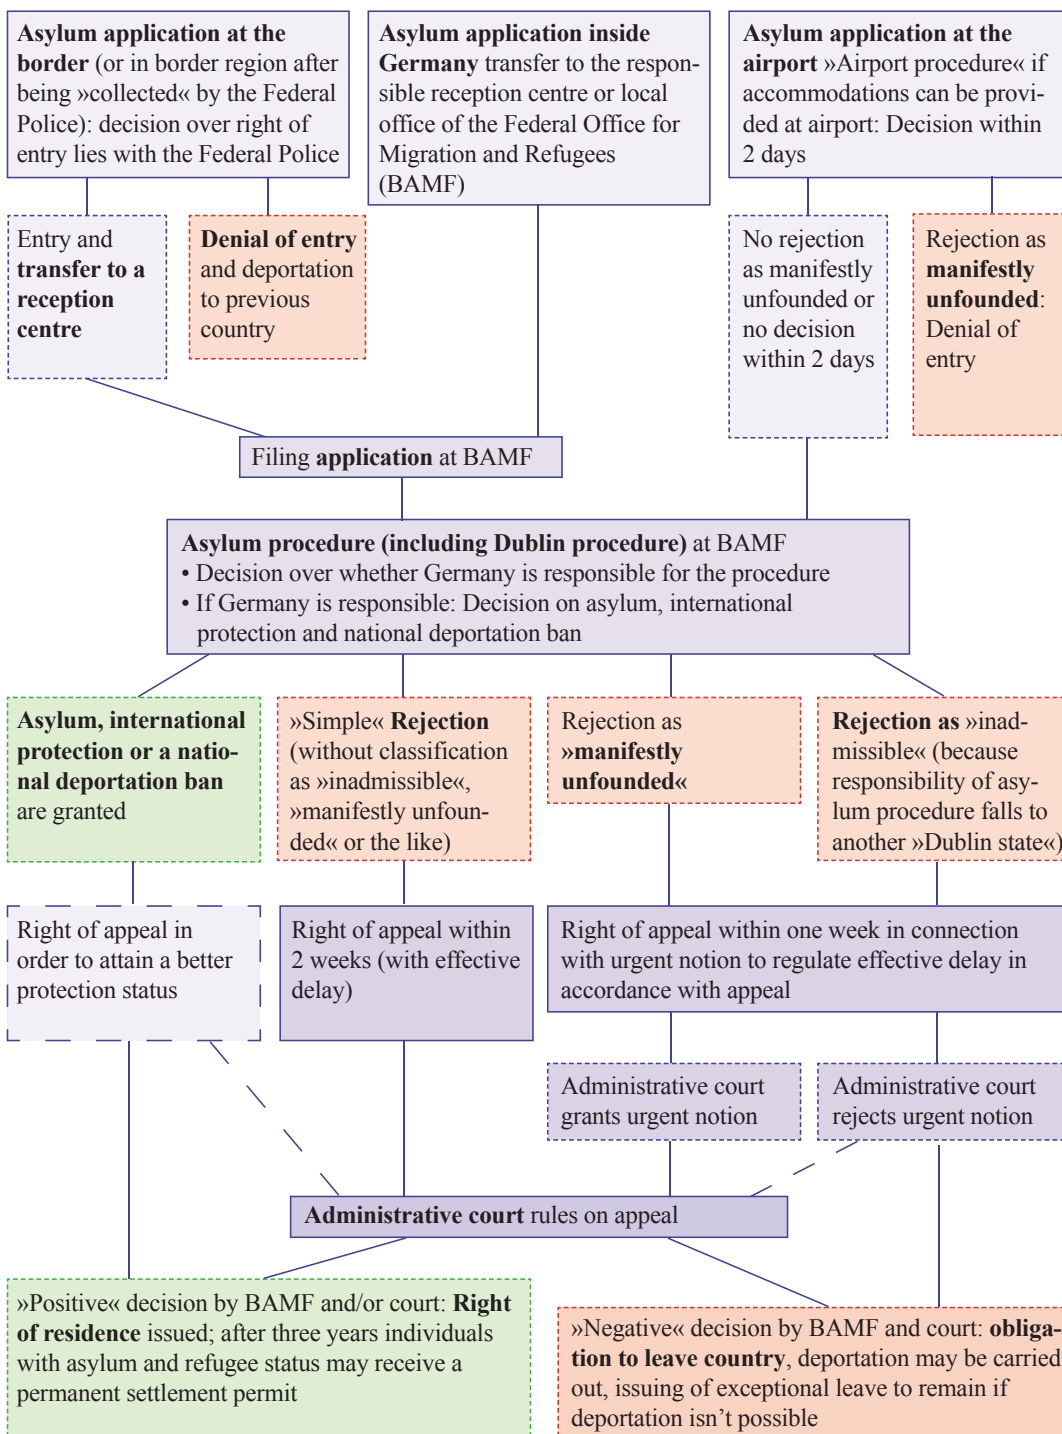 Asylum application at the
border (or in border region after
being »collected« by the Federal
Police): decision over right of
entry lies with the Federal Police
Asylum application inside
Germany transfer to the respon-
sible reception centre or local
office of the Federal Office for
Migration and Refugees
(BAMF)
Asylum application at the
airport »Airport procedure« if
accommodations can be provi-
ded at airport: Decision within
2 days
Entry and
transfer to a
reception
centre
Denial of entry
and deportation
to previous
country
No rejection
as manifestly
unfounded or
no decision
within 2 days
Rejection as
manifestly
unfounded:
Denial of
entry
Filing application at BAMF
Asylum procedure (including Dublin procedure) at BAMF
• Decision over whether Germany is responsible for the procedure
• If Germany is responsible: Decision on asylum, international
protection and national deportation ban
Asylum, international
protection or a natio-
nal deportation ban
are granted
»Simple« Rejection
(without classification
as »inadmissible«,
»manifestly unfoun-
ded« or the like)
Rejection as
»manifestly
unfounded«
Rejection as »inad-
missible« (because
responsibility of asy-
lum procedure falls to
another »Dublin state«)
Right of appeal in
order to attain a better
protection status
Right of appeal within
2 weeks (with effective
delay)
Right of appeal within one week in connection
with urgent notion to regulate effective delay in
accordance with appeal
Administrative court
grants urgent notion
Administrative court
rejects urgent notion
Administrative court rules on appeal
»Positive« decision by BAMF and/or court: Right
of residence issued; after three years individuals
with asylum and refugee status may receive a
permanent settlement permit
»Negative« decision by BAMF and court: obliga-
tion to leave country, deportation may be carried
out, issuing of exceptional leave to remain if
deportation isn't possible